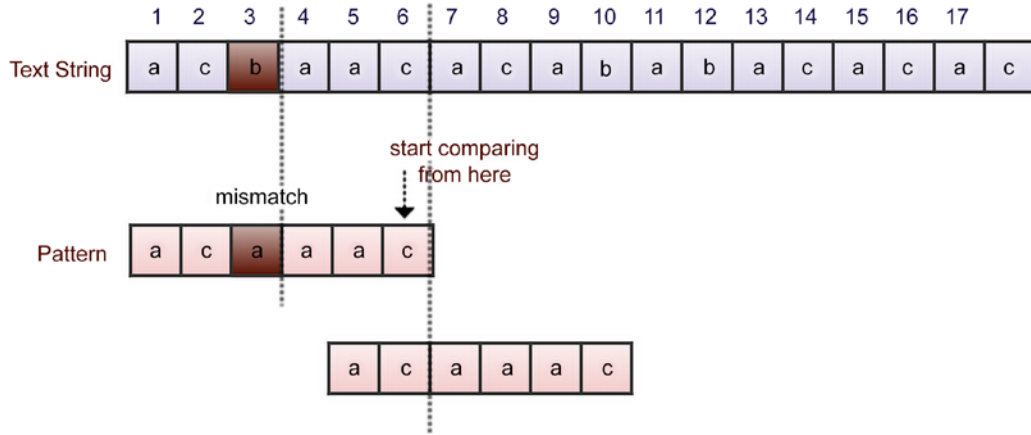 1 2 3 4 5 6 7 8 9 10 11 12 13 14 15 16 17
Text String a c b a a c a c a b a b a c a c a c
start comparing
from here
mismatch
Pattern a c a a a c
a c a a a c